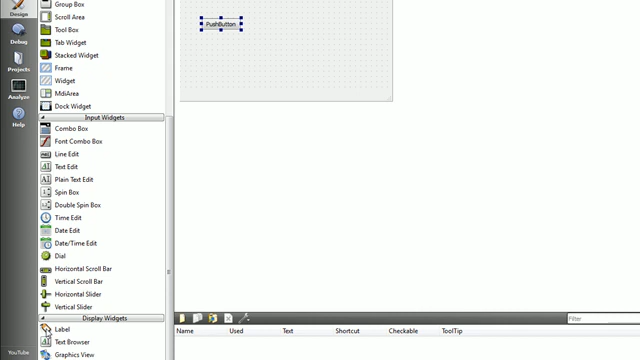 Design
Debug
Projects
Analyze
Help
YouTube
Group Box
Scroll Area
Tool Box
Tab Widget
Stacked Widget
Frame
Widget
MdiArea
Dock Widget
Input Widgets
Combo Box
Font Combo Box
Line Edit
Text Edit
Plain Text Edit
Spin Box
Double Spin Box
Time Edit
Date Edit
Date/Time Edit
Dial
Horizontal Scroll Bar
Vertical Scroll Bar
Horizontal Slider
Vertical Slider
Display Widgets
Label
Text Browser
Graphics View
PushButton
Filter
Name Used Text Shortcut Checkable ToolTip